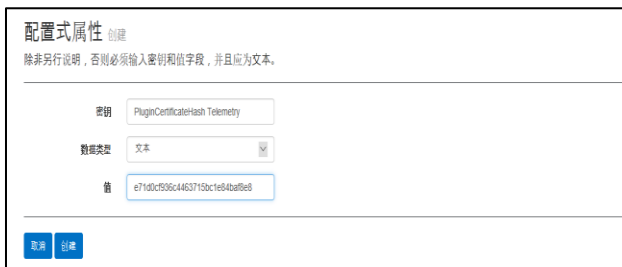 配置式属性 创建
除非另行说明，否则必须输入密钥和值字段，并且应为文本。
密钥 PluginCertificateHash Telemetry
数据类型 文本
值 e71d0cf936c4463715bc1e84baf8e8
取消 创建